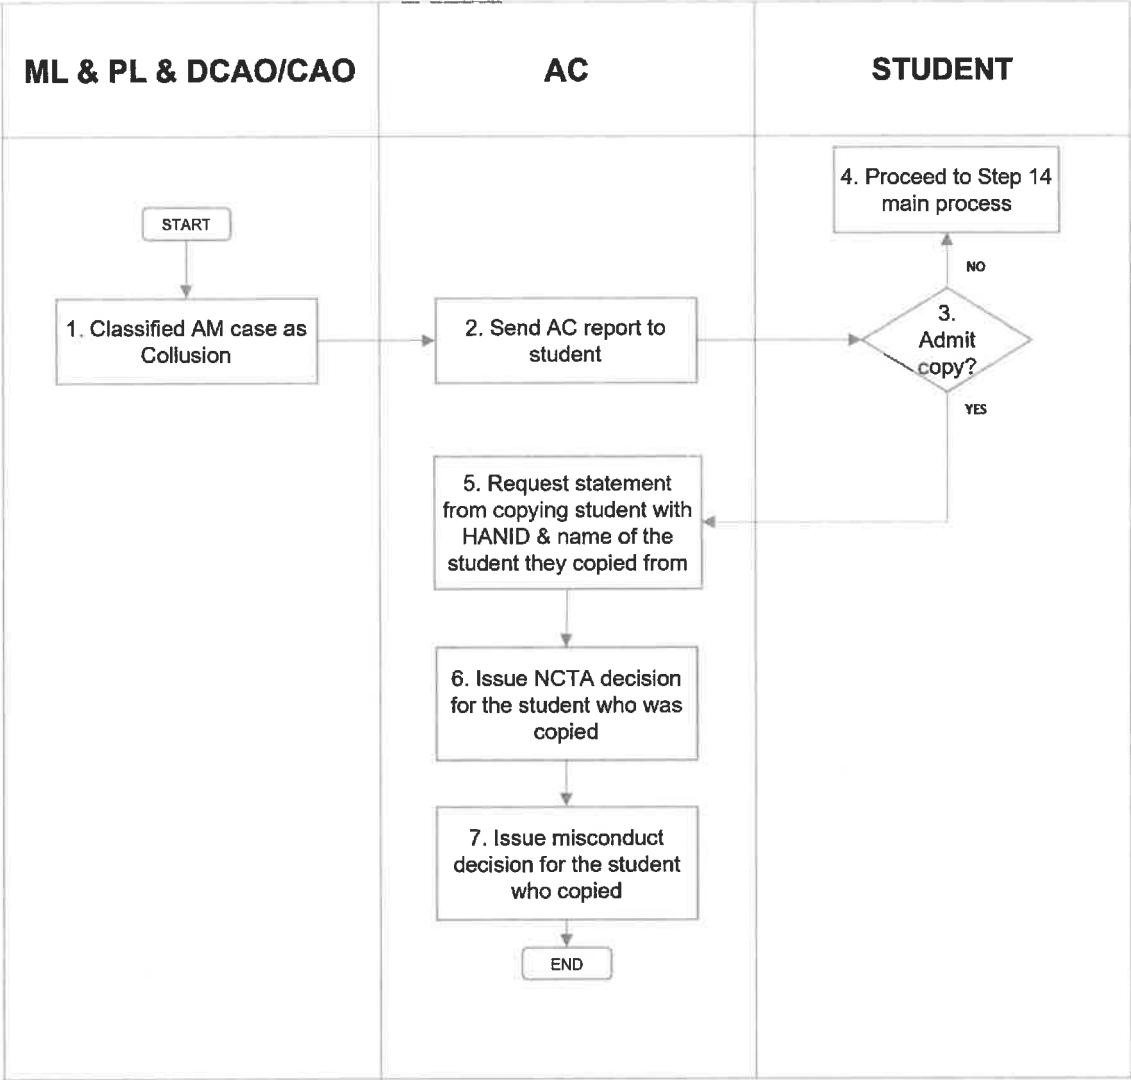 ML & PL & DCAO/CAO
AC
STUDENT
4. Proceed to Step 14
main process
START
NO
1. Classified AM case as
Collusion
2. Send AC report to
student
3.
Admit
copy?
YES
5. Request statement
from copying student with
HANID & name of the
student they copied from
6. Issue NCTA decision
for the student who was
copied
7. Issue misconduct
decision for the student
who copied
END